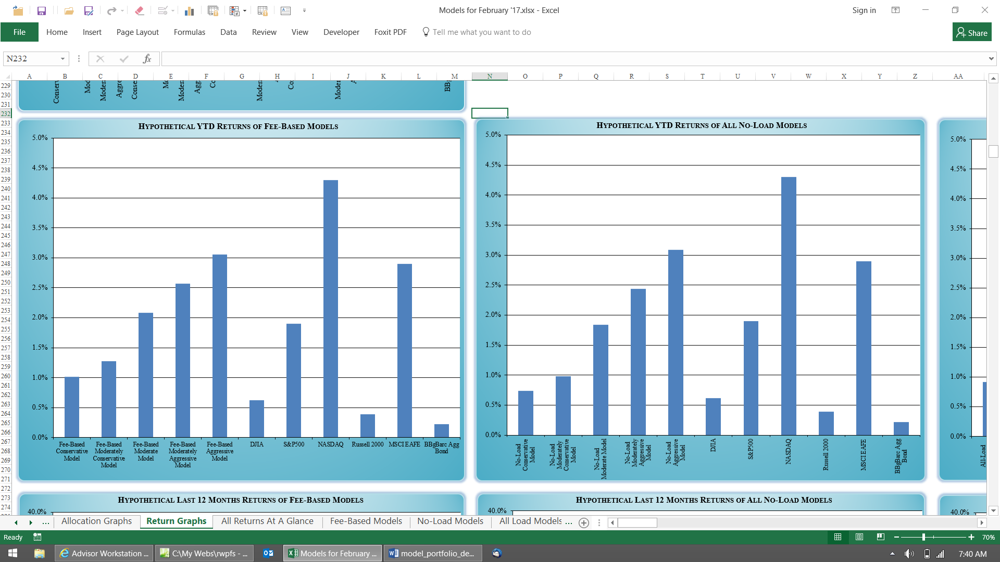 Models for February '17.xlsx - Excel
Sign in
File Home Insert Page Layout Formulas Data Review View Developer Foxit PDF Tell me what you want to do
Share
N232
fx
A B C D E F G H I J K L M N O P Q R S T U V W X Y Z AA
229
230
231
232
233
234
235
236
237
238
239
240
241
242
243
244
245
246
247
248
249
250
251
252
253
254
255
256
257
258
259
260
261
262
263
264
265
266
267
268
269
270
271
272
273
274
HYPOTHETICAL YTD RETURNS OF FEE-BASED MODELS
5.0%
4.5%
4.0%
3.5%
3.0%
2.5%
2.0%
1.5%
1.0%
0.5%
0.0%
Fee-Based
Conservative
Model
Fee-Based
Moderately
Conservative
Model
Fee-Based
Moderate
Model
Fee-Based
Moderately
Aggressive
Model
Fee-Based
Aggressive
Model
DJIA
S&P500
NASDAQ
Russell 2000
MSCI EAFE
BBgBarc Agg
Bond
HYPOTHETICAL YTD RETURNS OF ALL NO-LOAD MODELS
5.0%
4.5%
4.0%
3.5%
3.0%
2.5%
2.0%
1.5%
1.0%
0.5%
0.0%
No-Load
Conservative
Model
No-Load
Moderately
Conservative
Model
No-Load
Moderate Model
No-Load
Moderately
Aggressive
Model
No-Load
Aggressive
Model
DJIA
S&P500
NASDAQ
Russell 2000
MSCI EAFE
BBgBarc Agg
Bond
5.0%
4.5%
4.0%
3.5%
3.0%
2.5%
2.0%
1.5%
1.0%
0.5%
0.0%
All-Load
HYPOTHETICAL LAST 12 MONTHS RETURNS OF FEE-BASED MODELS
40.0%
HYPOTHETICAL LAST 12 MONTHS RETURNS OF ALL NO-LOAD MODELS
40.0%
40.0%
... Allocation Graphs Return Graphs All Returns At A Glance Fee-Based Models No-Load Models All Load Models ...
Ready
70%
Advisor Workstation ... C:\My Webs\rwpfs - ... Models for February ... model_portfolio_de... 7:40 AM